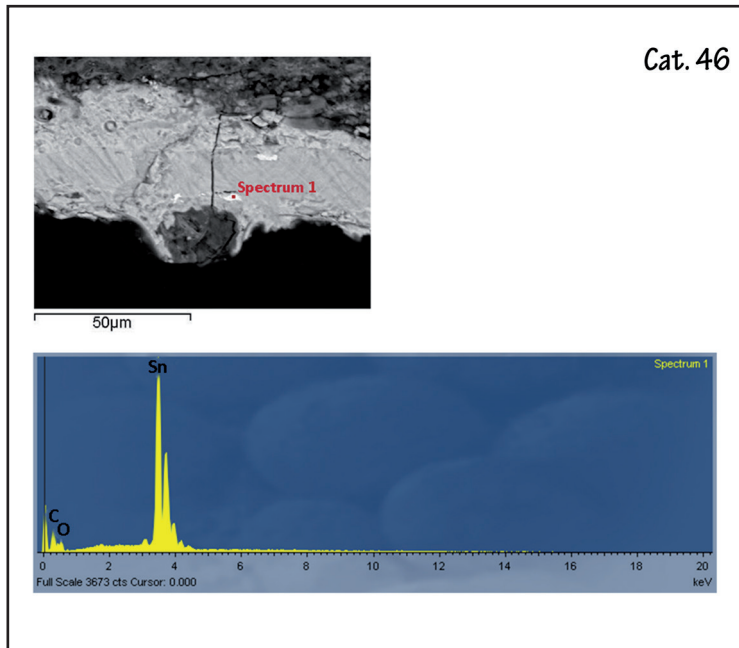 Cat. 46
Spectrum 1
50µm
Spectrum 1
Sn
C
O
0 2 4 6 8 10 12 14 16 18 20
Full Scale 3673 cts Cursor: 0.000 keV